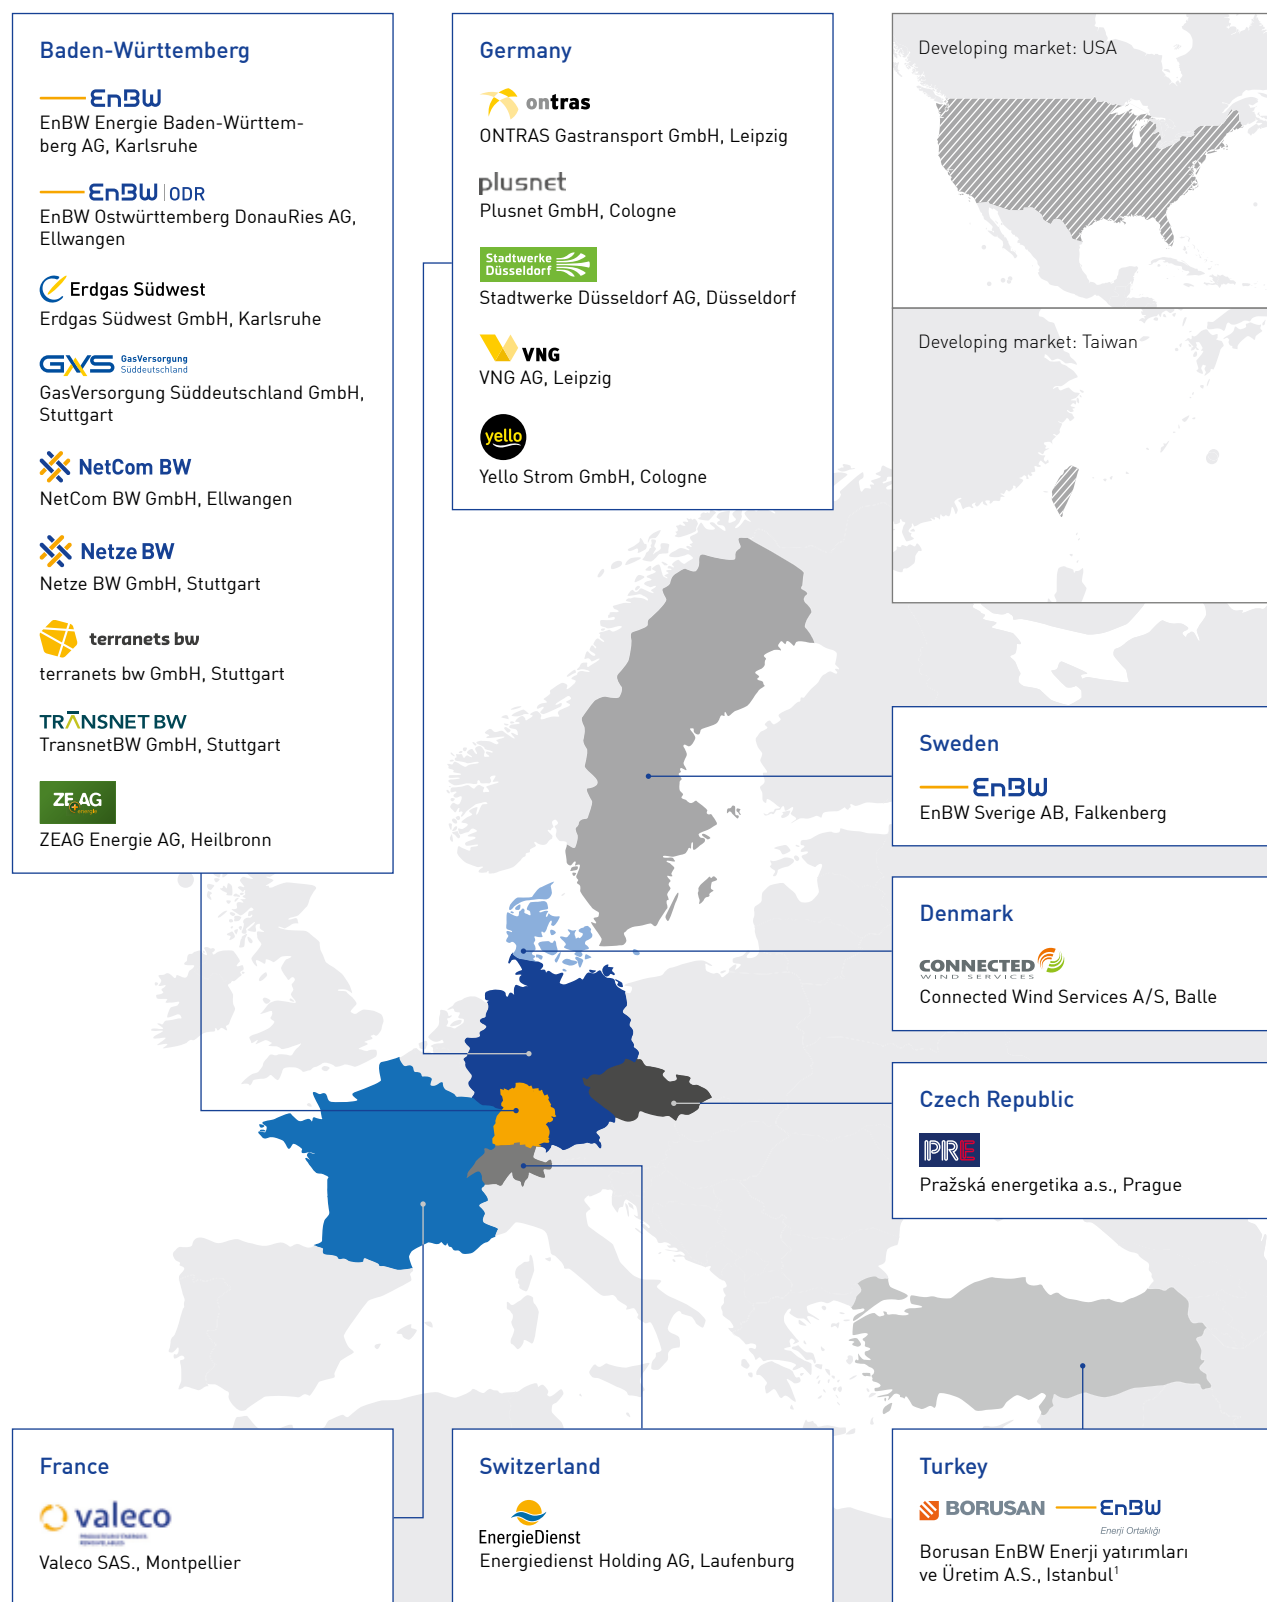 Baden-Württemberg
EnBW
EnBW Energie Baden-Württem-
berg AG, Karlsruhe
EnBW | ODR
EnBW Ostwürttemberg DonauRies AG,
Ellwangen
Erdgas Südwest
Erdgas Südwest GmbH, Karlsruhe
GVS GasVersorgung
Süddeutschland
GasVersorgung Süddeutschland GmbH,
Stuttgart
NetCom BW
NetCom BW GmbH, Ellwangen
Netze BW
Netze BW GmbH, Stuttgart
terranets bw
terranets bw GmbH, Stuttgart
TRANSNET BW
TransnetBW GmbH, Stuttgart
ZEAG
energie
ZEAG Energie AG, Heilbronn
Germany
ontras
ONTRAS Gastransport GmbH, Leipzig
plusnet
Plusnet GmbH, Cologne
Stadtwerke
Düsseldorf
Stadtwerke Düsseldorf AG, Düsseldorf
VNG
VNG AG, Leipzig
yello
Yello Strom GmbH, Cologne
Developing market: USA
Developing market: Taiwan
Sweden
EnBW
EnBW Sverige AB, Falkenberg
Denmark
CONNECTED
WIND SERVICES
Connected Wind Services A/S, Balle
Czech Republic
PRE
Pražská energetika a.s., Prague
France
valeco
Valeco SAS., Montpellier
Switzerland
EnergieDienst
Energiedienst Holding AG, Laufenburg
Turkey
BORUSAN EnBW
Enerji Ortaklığı
Borusan EnBW Enerji yatırımları
ve Üretim A.S., Istanbul¹